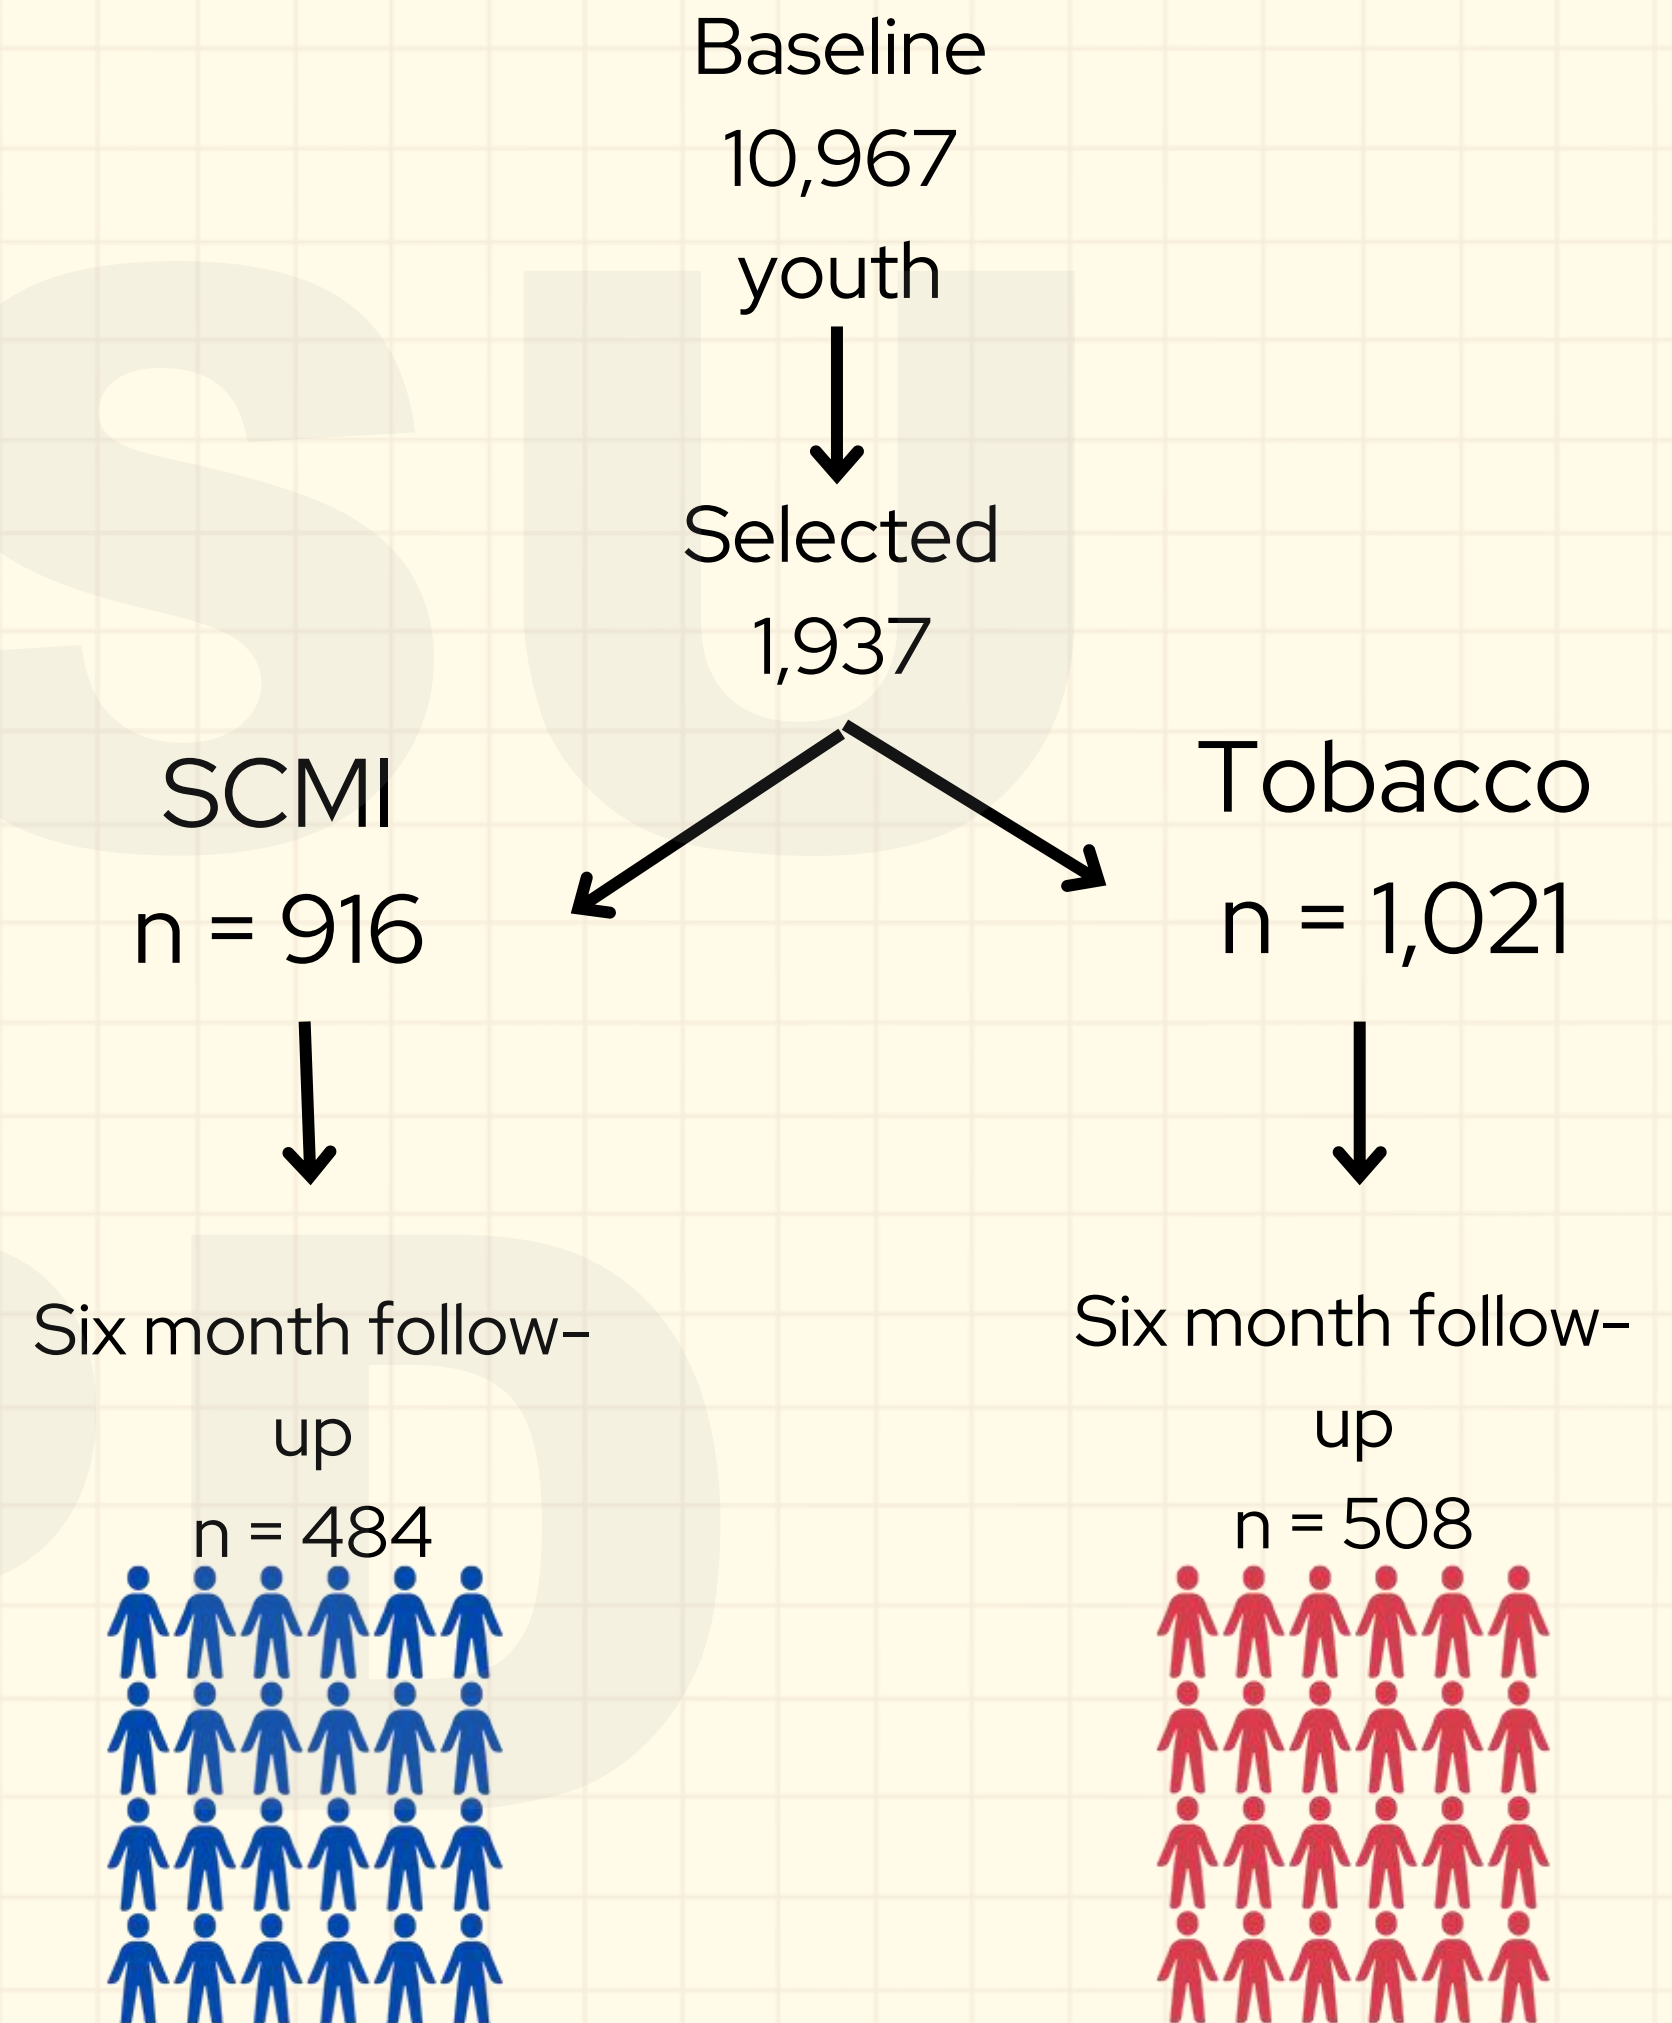 Baseline
10,967
youth
Selected
1,937
SCMI
n = 916
Tobacco
n = 1,021
Six month follow-
up
n = 484
Six month follow-
up
n = 508
SU
D